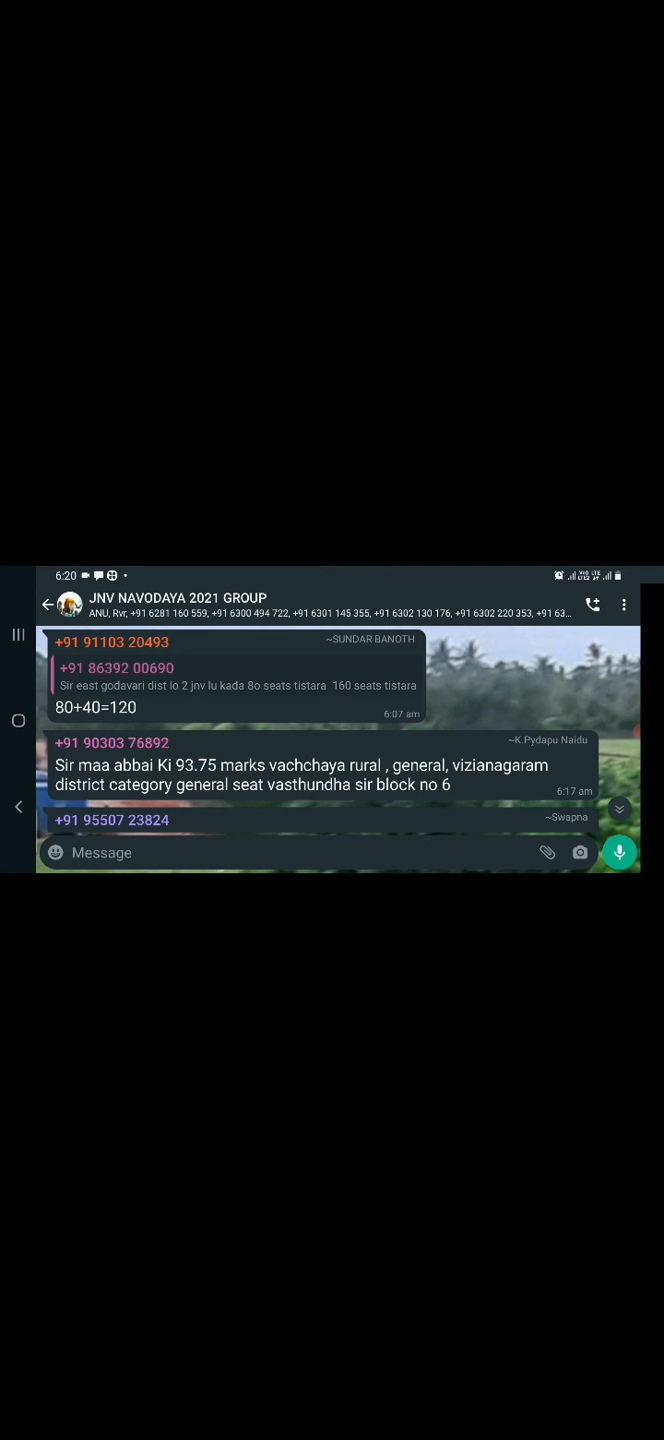 6:20
JNV NAVODAYA 2021 GROUP
ANU, Rvr, +91 6281 160 559, +91 6300 494 722, +91 6301 145 355, +91 6302 130 176, +91 6302 220 353, +91 63...
+91 91103 20493 ~SUNDAR BANOTH
+91 86392 00690
Sir east godavari dist lo 2 jnv lu kada 8o seats tistara 160 seats tistara
80+40=120
6:07 am
+91 90303 76892 ~K.Pydapu Naidu
Sir maa abbai Ki 93.75 marks vachchaya rural , general, vizianagaram
district category general seat vasthundha sir block no 6
6:17 am
+91 95507 23824 ~Swapna
Message